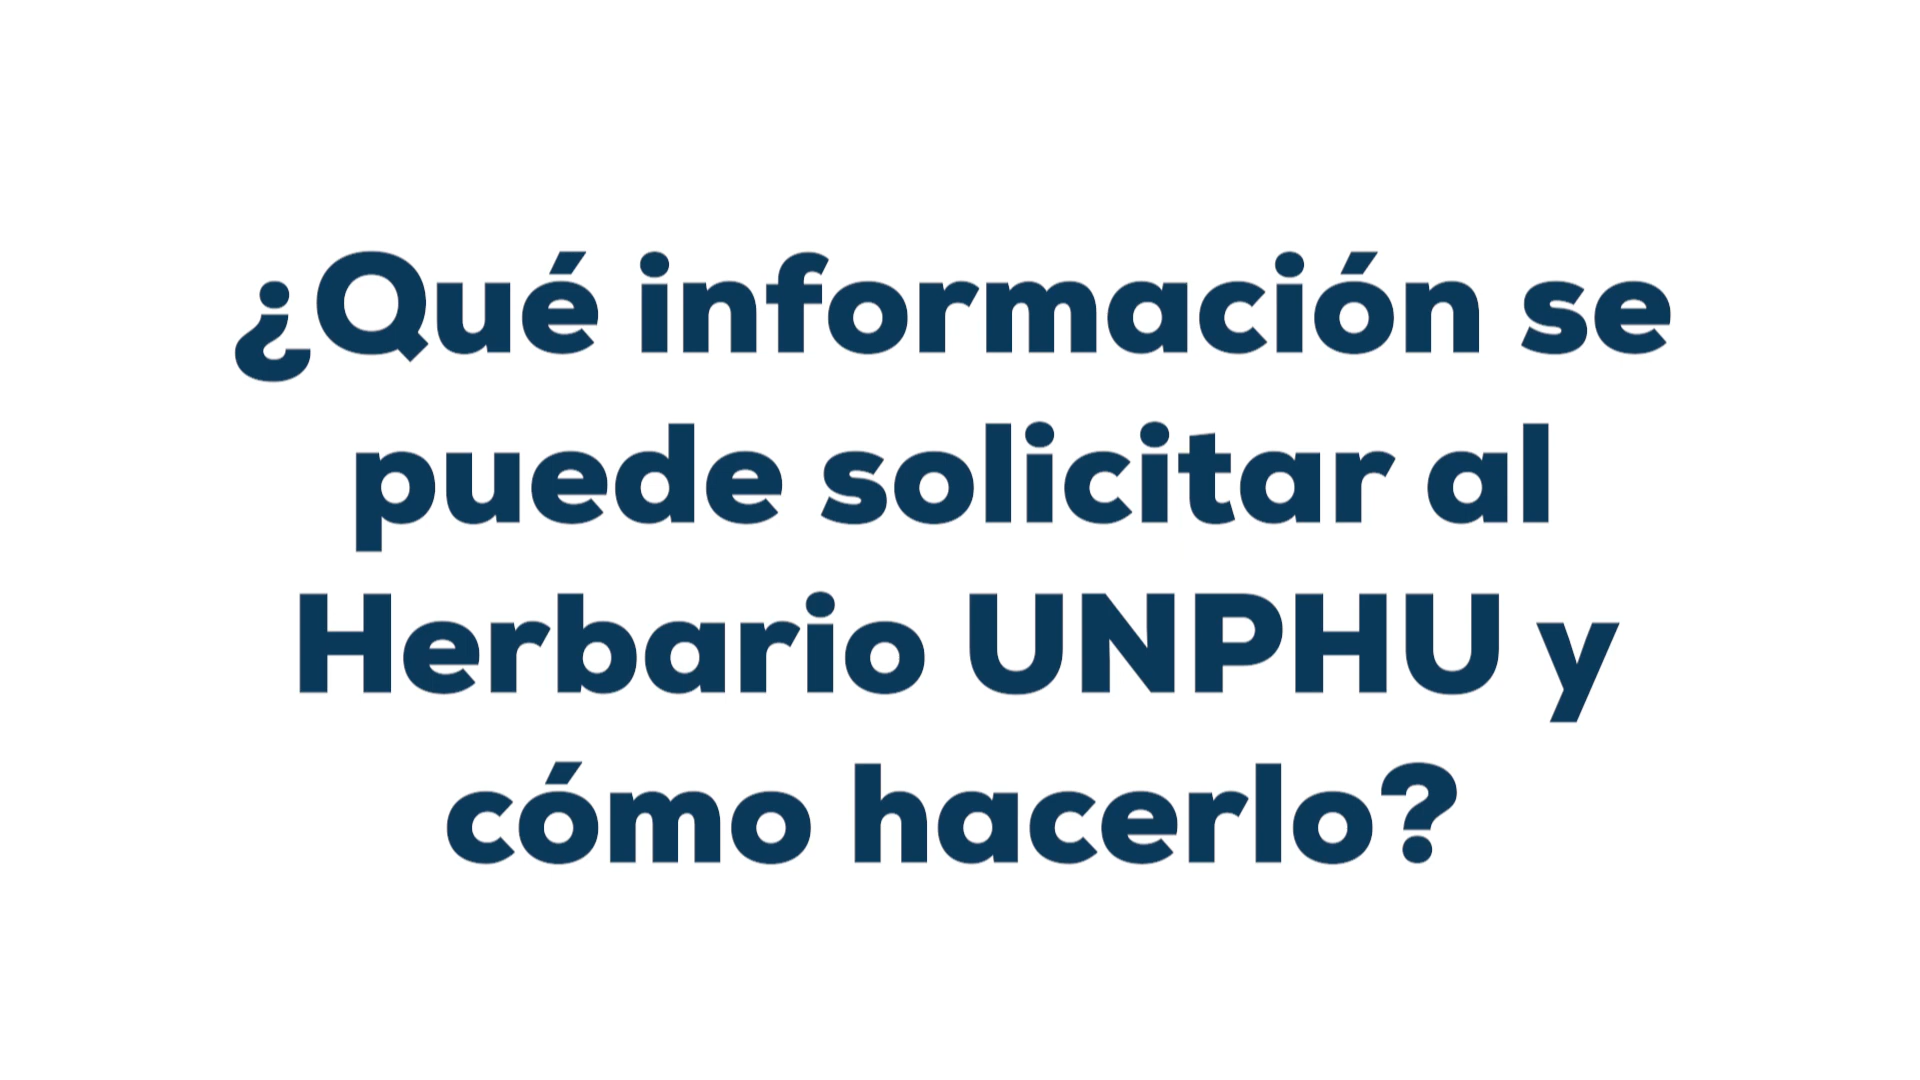 ¿Qué información se
puede solicitar al
Herbario UNPHU y
cómo hacerlo?